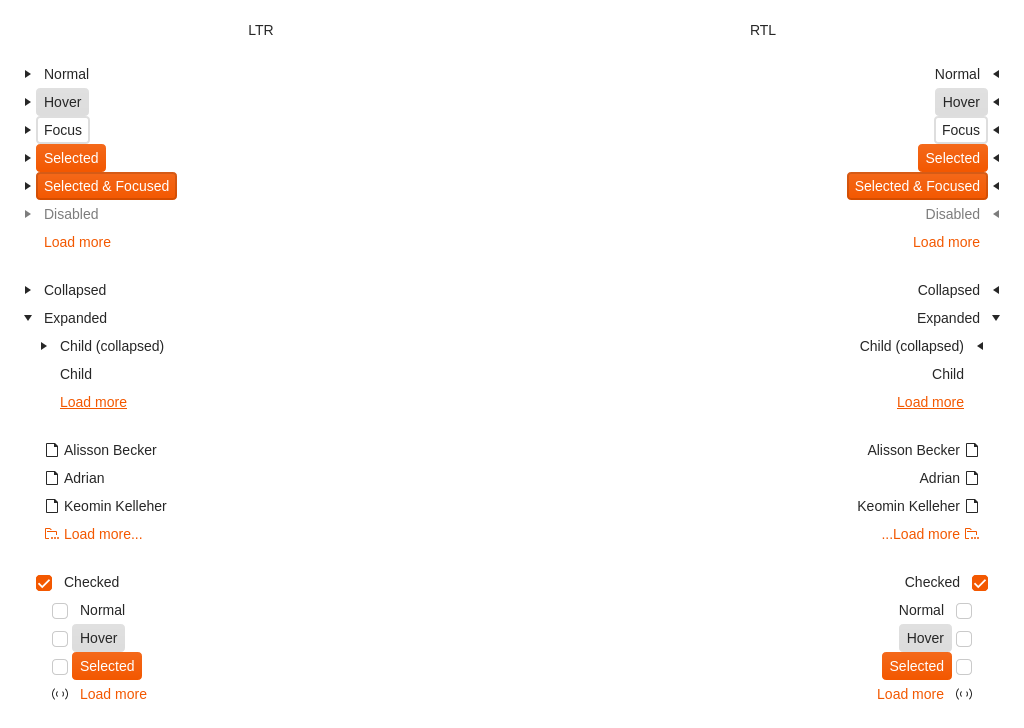 LTR
Normal
Hover
Focus
Selected
Selected & Focused
Disabled
Load more
Collapsed
Expanded
Child (collapsed)
Child
Load more
Alisson Becker
Adrian
Keomin Kelleher
Load more...
Checked
Normal
Hover
Selected
Load more
RTL
Normal
Hover
Focus
Selected
Selected & Focused
Disabled
Load more
Collapsed
Expanded
Child (collapsed)
Child
Load more
Alisson Becker
Adrian
Keomin Kelleher
...Load more
Checked
Normal
Hover
Selected
Load more